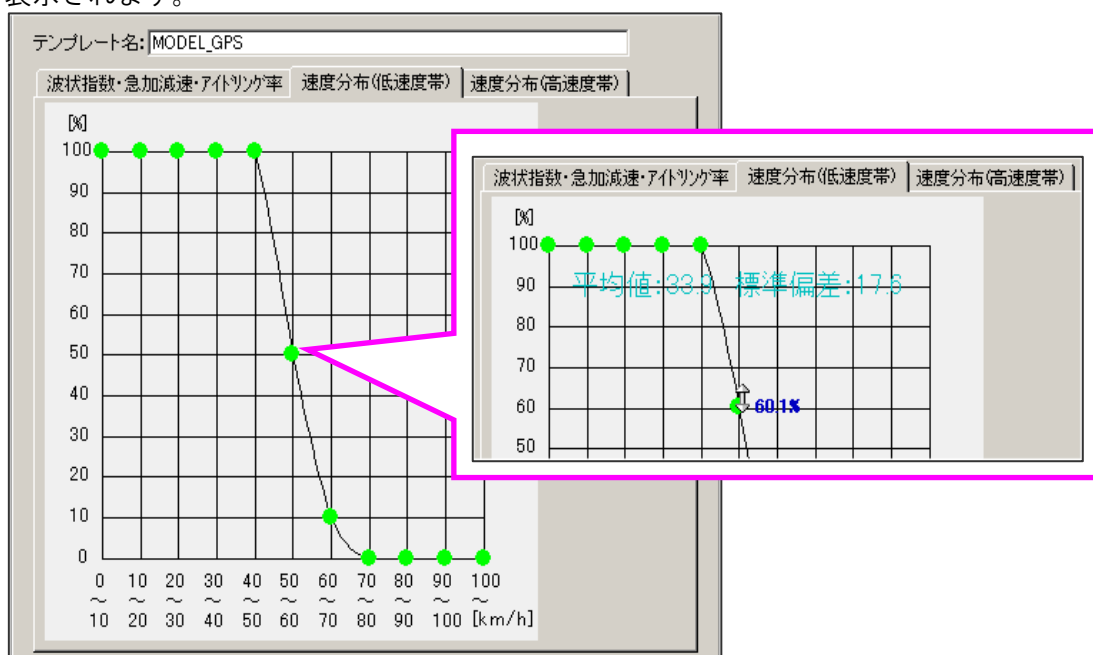 表示されます。
テンプレート名: MODEL_GPS
波状指数・急加減速・アイドリング率 速度分布(低速度帯) 速度分布(高速度帯)
[%]
100
90
80
70
60
50
40
30
20
10
0
0 10 20 30 40 50 60 70 80 90 100
~ ~ ~ ~ ~ ~ ~ ~ ~ ~ ~
10 20 30 40 50 60 70 80 90 100 [km/h]
波状指数・急加減速・アイドリング率 速度分布(低速度帯) 速度分布(高速度帯)
[%]
100
平均値:33.9 標準偏差:17.6
90
80
70
60 60.1%
50